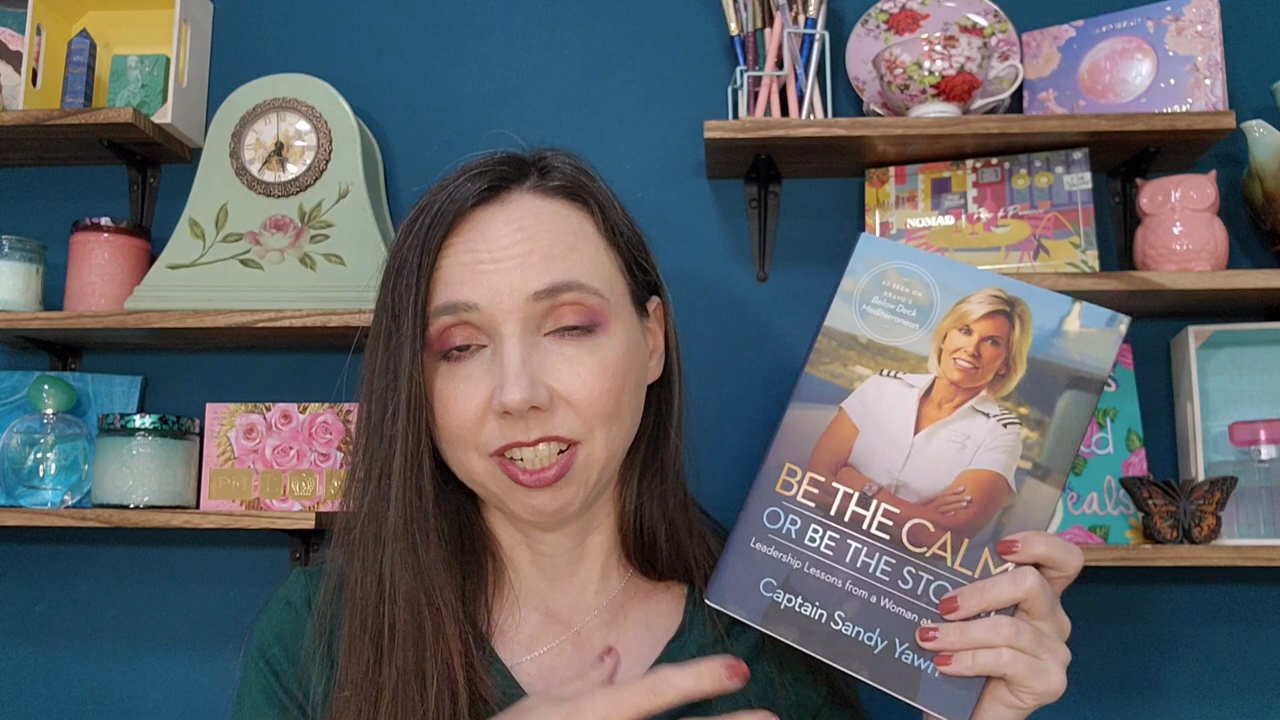 NOMAD
AS SEEN ON
BRAVO'S
Below Deck
Mediterranean
BE THE CALM
OR BE THE STO
Leadership Lessons from a Woman at
Captain Sandy Yawn
eals